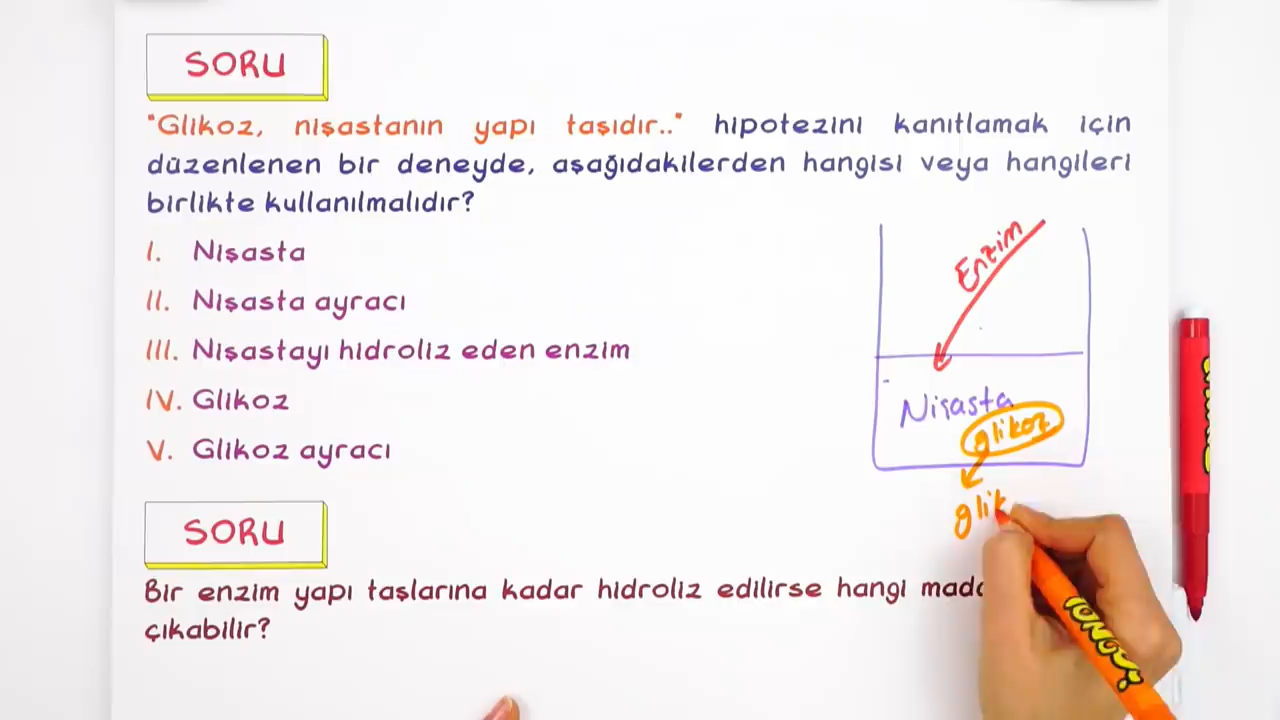 SORU
"Glikoz, nişastanın yapı taşıdır.." hipotezini kanıtlamak için
düzenlenen bir deneyde, aşağıdakilerden hangisi veya hangileri
birlikte kullanılmalıdır?
I. Nişasta
II. Nişasta ayracı
III. Nişastayı hidroliz eden enzim
IV. Glikoz
V. Glikoz ayracı
Enzim
Nişasta
glikoz
glik
SORU
Bir enzim yapı taşlarına kadar hidroliz edilirse hangi
çıkabilir?